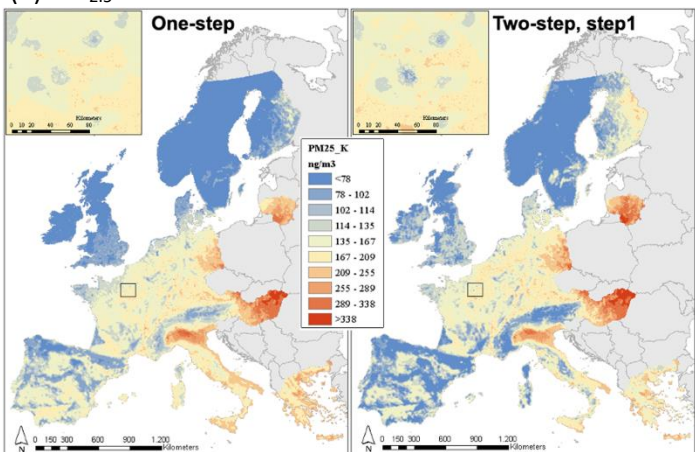 2.5
One-step
Two-step, step1
Kilometers
0 10 20 40 60 80
Kilometers
0 10 20 40 60 80
PM25_K
ng/m3
<78
78 - 102
102 - 114
114 - 135
135 - 167
167 - 209
209 - 255
255 - 289
289 - 338
>338
N
0 150 300 600 900 1,200
Kilometers
N
0 150 300 600 900 1,200
Kilometers